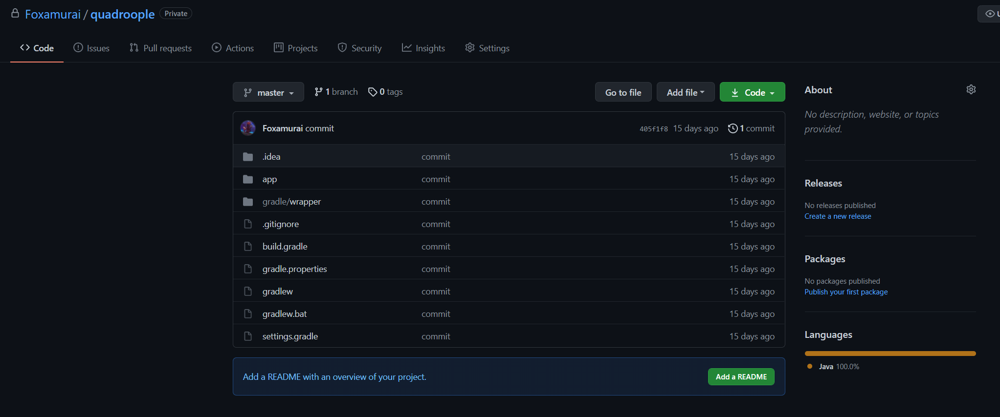 Foxamurai / quadroople Private
Code Issues Pull requests Actions Projects Security Insights Settings
master 1 branch 0 tags Go to file Add file Code
Foxamurai commit 405f1f8 15 days ago 1 commit
.idea commit 15 days ago
app commit 15 days ago
gradle/wrapper commit 15 days ago
.gitignore commit 15 days ago
build.gradle commit 15 days ago
gradle.properties commit 15 days ago
gradlew commit 15 days ago
gradlew.bat commit 15 days ago
settings.gradle commit 15 days ago
Add a README with an overview of your project. Add a README
About
No description, website, or topics
provided.
Releases
No releases published
Create a new release
Packages
No packages published
Publish your first package
Languages
Java 100.0%